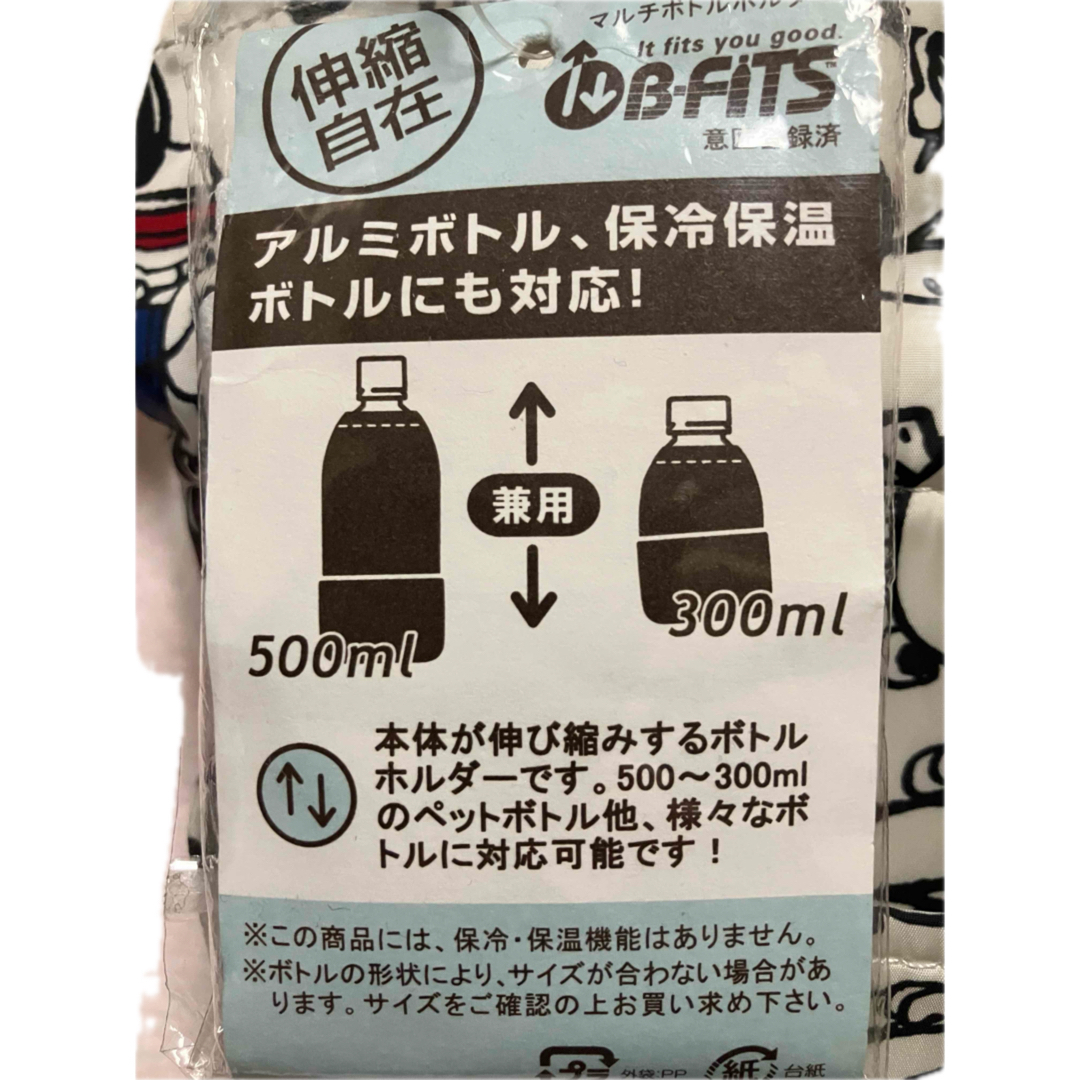 マルチボトルホルダー
伸縮
自在
It fits you good.
B-FiTS™
意 録済
アルミボトル、保冷保温
ボトルにも対応!
兼用
500ml
300ml
本体が伸び縮みするボトル
ホルダーです。500〜300ml
のペットボトル他、様々なボ
トルに対応可能です!
※この商品には、保冷・保温機能はありません。
※ボトルの形状により、サイズが合わない場合があ
ります。サイズをご確認の上お買い求め下さい。
プラ 外袋:PP 紙 台紙